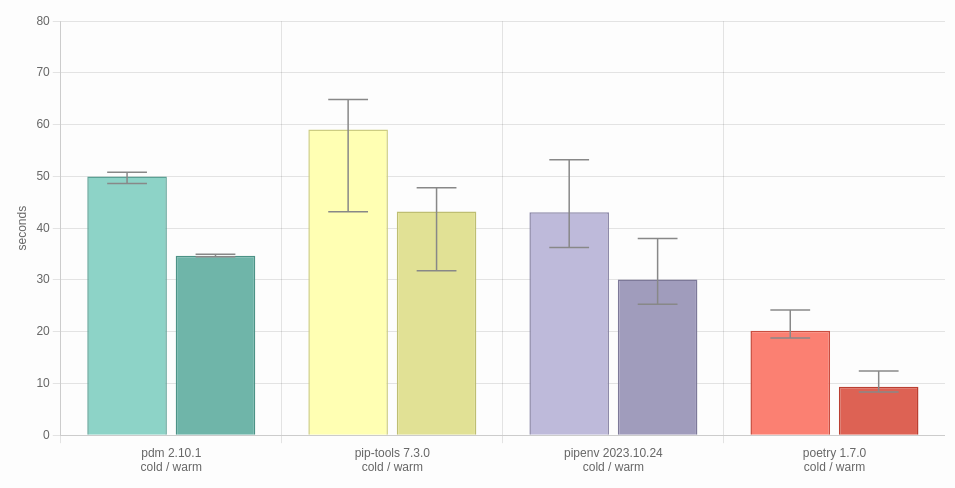 80
70
60
50
40
30
20
10
0
seconds
pdm 2.10.1
cold / warm
pip-tools 7.3.0
cold / warm
pipenv 2023.10.24
cold / warm
poetry 1.7.0
cold / warm